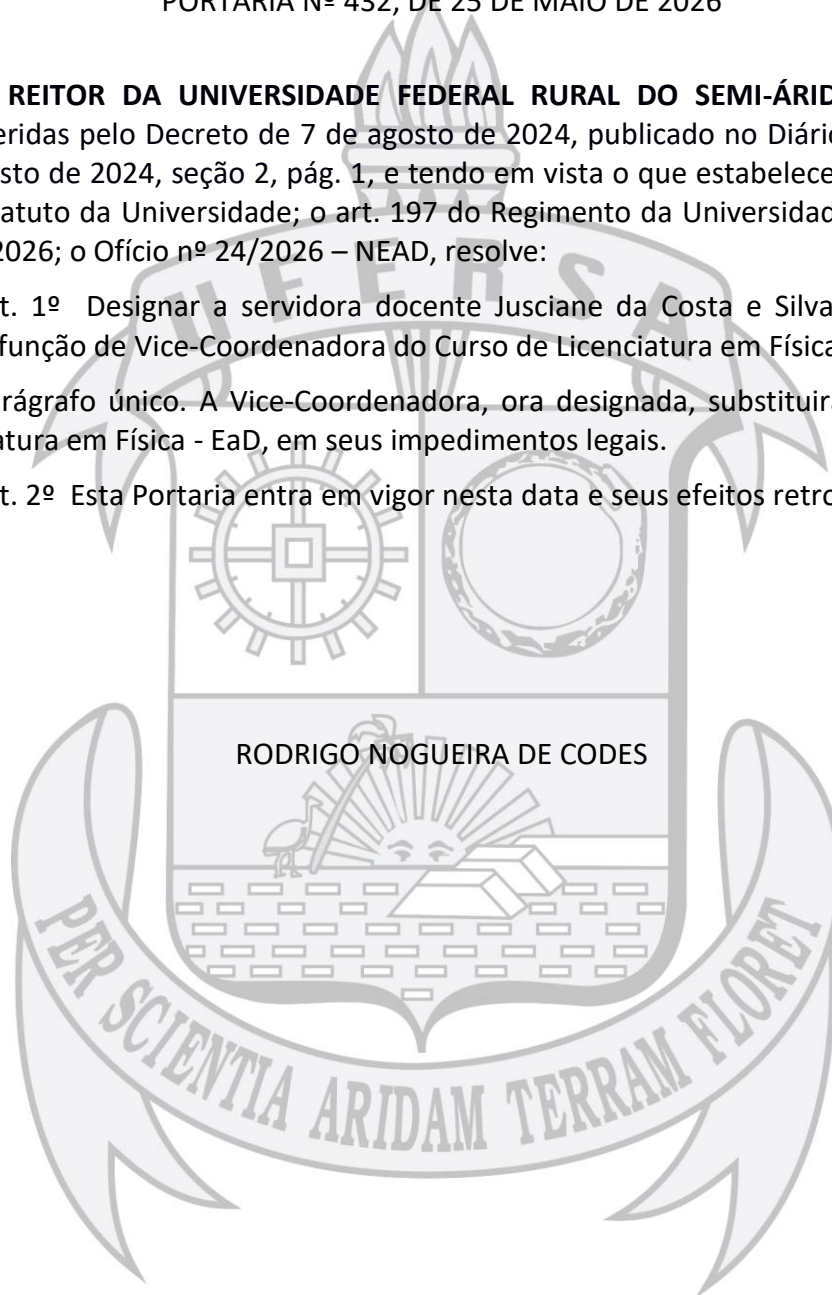 PORTARIA Nº 432, DE 25 DE MAIO DE 2026
REITOR DA UNIVERSIDADE FEDERAL RURAL DO SEMI-ÁRID
eridas pelo Decreto de 7 de agosto de 2024, publicado no Diári
sto de 2024, seção 2, pág. 1, e tendo em vista o que estabelece
tatuto da Universidade; o art. 197 do Regimento da Universidad
2026; o Ofício nº 24/2026 – NEAD, resolve:
t. 1º Designar a servidora docente Jusciane da Costa e Silva
função de Vice-Coordenadora do Curso de Licenciatura em Física
rágrafo único. A Vice-Coordenadora, ora designada, substituir
atura em Física - EaD, em seus impedimentos legais.
t. 2º Esta Portaria entra em vigor nesta data e seus efeitos retro
UFERSA
RODRIGO NOGUEIRA DE CODES
PER SCIENTIA ARIDAM TERRAM FLORET